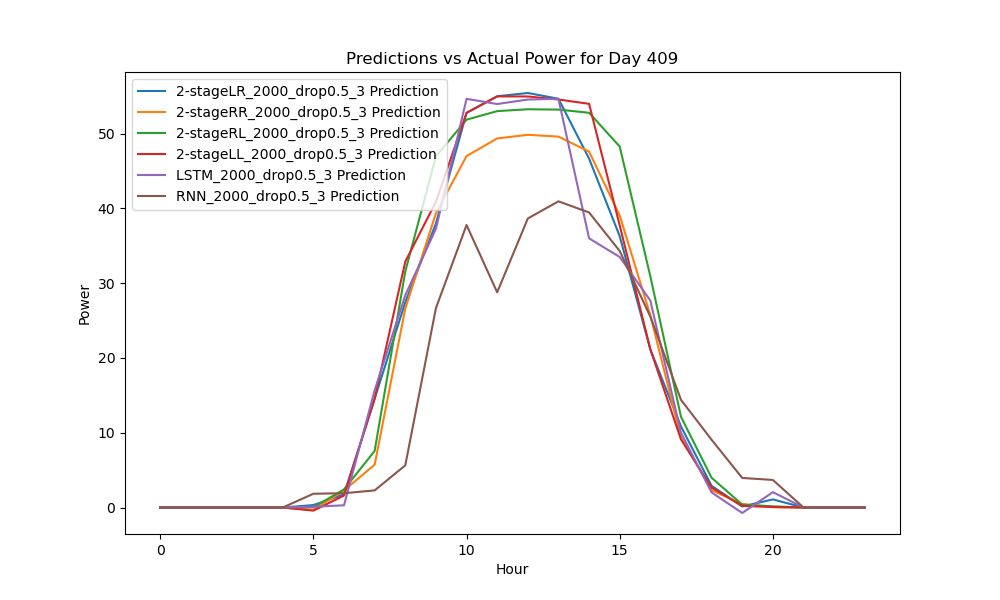 Predictions vs Actual Power for Day 409
2-stageLR_2000_drop0.5_3 Prediction
2-stageRR_2000_drop0.5_3 Prediction
2-stageRL_2000_drop0.5_3 Prediction
2-stageLL_2000_drop0.5_3 Prediction
LSTM_2000_drop0.5_3 Prediction
RNN_2000_drop0.5_3 Prediction
Power
50
40
30
20
10
0
0 5 10 15 20
Hour